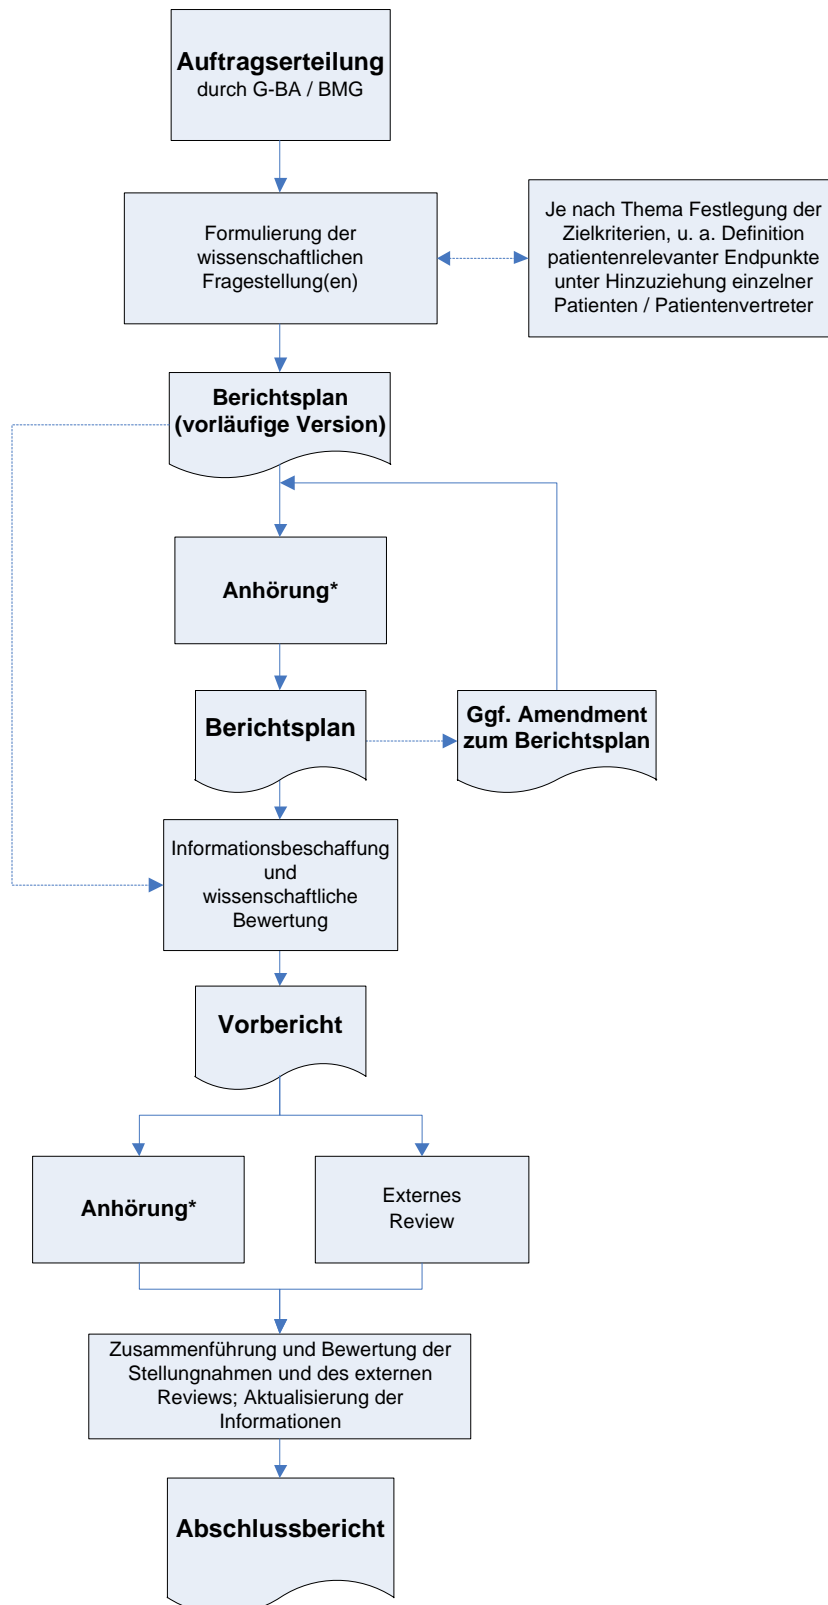 Auftragserteilung
durch G-BA / BMG
Formulierung der
wissenschaftlichen
Fragestellung(en)
Je nach Thema Festlegung der
Zielkriterien, u. a. Definition
patientenrelevanter Endpunkte
unter Hinzuziehung einzelner
Patienten / Patientenvertreter
Berichtsplan
(vorläufige Version)
Anhörung*
Berichtsplan
Ggf. Amendment
zum Berichtsplan
Informationsbeschaffung
und
wissenschaftliche
Bewertung
Vorbericht
Anhörung*
Externes
Review
Zusammenführung und Bewertung der
Stellungnahmen und des externen
Reviews; Aktualisierung der
Informationen
Abschlussbericht